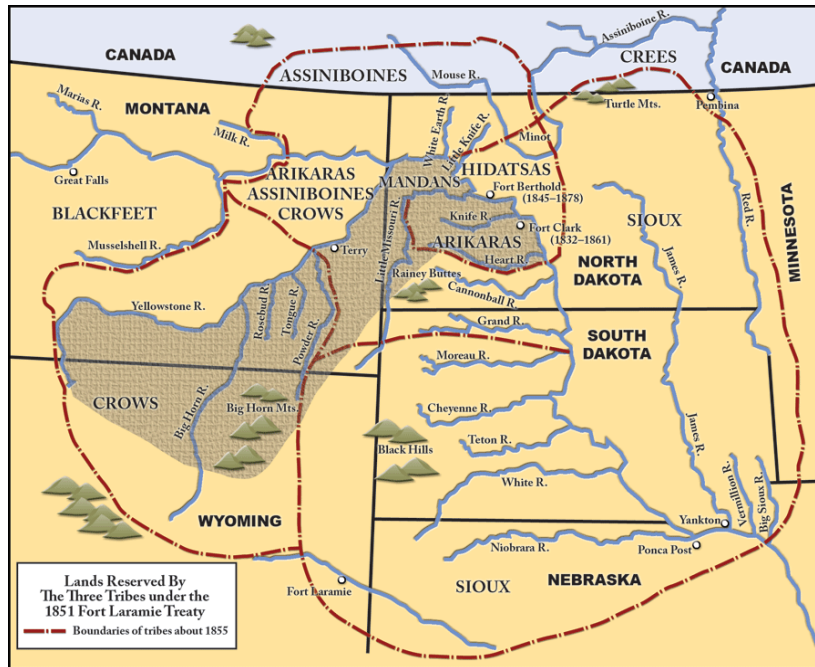 Assiniboine R.
CREES
CANADA
CANADA
ASSINIBOINES
Mouse R.
Turtle Mts.
Pembina
MONTANA
Marias R.
Milk R.
White Earth R.
Little Knife R.
Minot
Great Falls
ARIKARAS
ASSINIBOINES
CROWS
MANDANS
HIDATSAS
Fort Berthold
(1845–1878)
BLACKFEET
Musselshell R.
Terry
Little Missouri R.
Knife R.
Fort Clark
(1832–1861)
ARIKARAS
Heart R.
SIOUX
James R.
Red R.
MINNESOTA
NORTH
DAKOTA
Rainey Buttes
Cannonball R.
Yellowstone R.
Rosebud R.
Tongue R.
Powder R.
Grand R.
SOUTH
DAKOTA
Moreau R.
CROWS
Big Horn R.
Big Horn Mts.
Cheyenne R.
James R.
Teton R.
Black Hills
White R.
Vermillion R.
Big Sioux R.
WYOMING
Yankton
Niobrara R.
Ponca Post
Fort Laramie
SIOUX
NEBRASKA
Lands Reserved By
The Three Tribes under the
1851 Fort Laramie Treaty
Boundaries of tribes about 1855